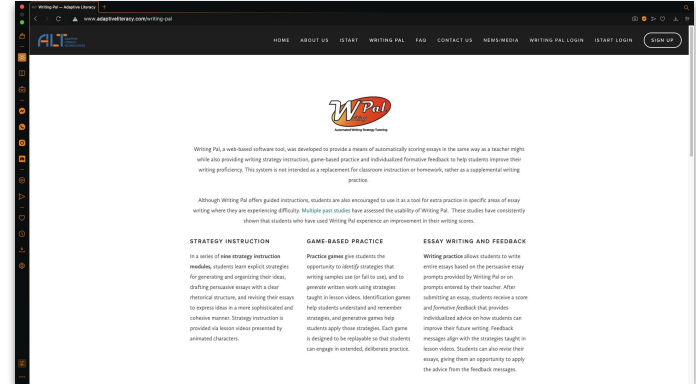 Writing Pal — Adaptive Literacy
www.adaptiveliteracy.com/writing-pal
ALT
HOME ABOUT US ISTART WRITING PAL FAQ CONTACT US NEWS/MEDIA WRITING PAL LOGIN ISTART LOGIN SIGN UP
W Pal
Automated Writing Strategy Tutoring
Writing Pal, a web-based software tool, was developed to provide a means of automatically scoring essays in the same way as a teacher might
while also providing writing strategy instruction, game-based practice and individualized formative feedback to help students improve their
writing proficiency. This system is not intended as a replacement for classroom instruction or homework, rather as a supplemental writing
practice.
Although Writing Pal offers guided instructions, students are also encouraged to use it as a tool for extra practice in specific areas of essay
writing where they are experiencing difficulty. Multiple past studies have assessed the usability of Writing Pal. These studies have consistently
shown that students who have used Writing Pal experience an improvement in their writing scores.
STRATEGY INSTRUCTION
In a series of nine strategy instruction
modules, students learn explicit strategies
for generating and organizing their ideas,
drafting persuasive essays with a clear
rhetorical structure, and revising their essays
to express ideas in a more sophisticated and
cohesive manner. Strategy instruction is
provided via lesson videos presented by
animated characters.
GAME-BASED PRACTICE
Practice games give students the
opportunity to identify strategies that
writing samples use (or fail to use), and to
generate written work using strategies
taught in lesson videos. Identification games
help students understand and remember
strategies, and generative games help
students apply those strategies. Each game
is designed to be replayable so that students
can engage in extended, deliberate practice.
ESSAY WRITING AND FEEDBACK
Writing practice allows students to write
entire essays based on the persuasive essay
prompts provided by Writing Pal or on
prompts entered by their teacher. After
submitting an essay, students receive a score
and formative feedback that provides
individualized advice on how students can
improve their future writing. Feedback
messages align with the strategies taught in
lesson videos. Students can also revise their
essays, giving them an opportunity to apply
the advice from the feedback messages.